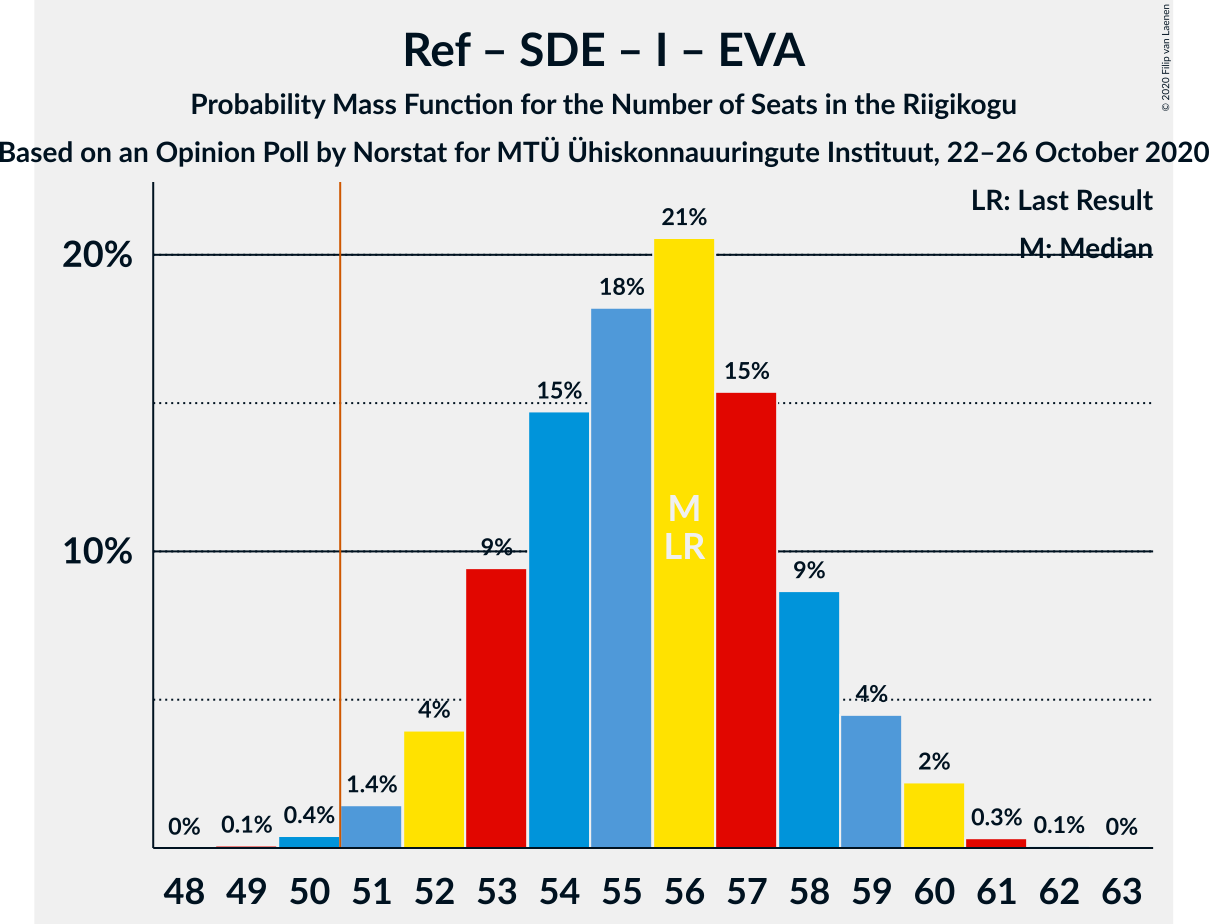 Ref – SDE – I – EVA
Probability Mass Function for the Number of Seats in the Riigikogu
Based on an Opinion Poll by Norstat for MTÜ Ühiskonnauuringute Instituut, 22–26 October 2020
© 2020 Filip van Laenen
LR: Last Result
M: Median
20%
10%
0%
0.1%
0.4%
1.4%
4%
9%
15%
18%
21%
15%
9%
4%
2%
0.3%
0.1%
0%
M
LR
48 49 50 51 52 53 54 55 56 57 58 59 60 61 62 63